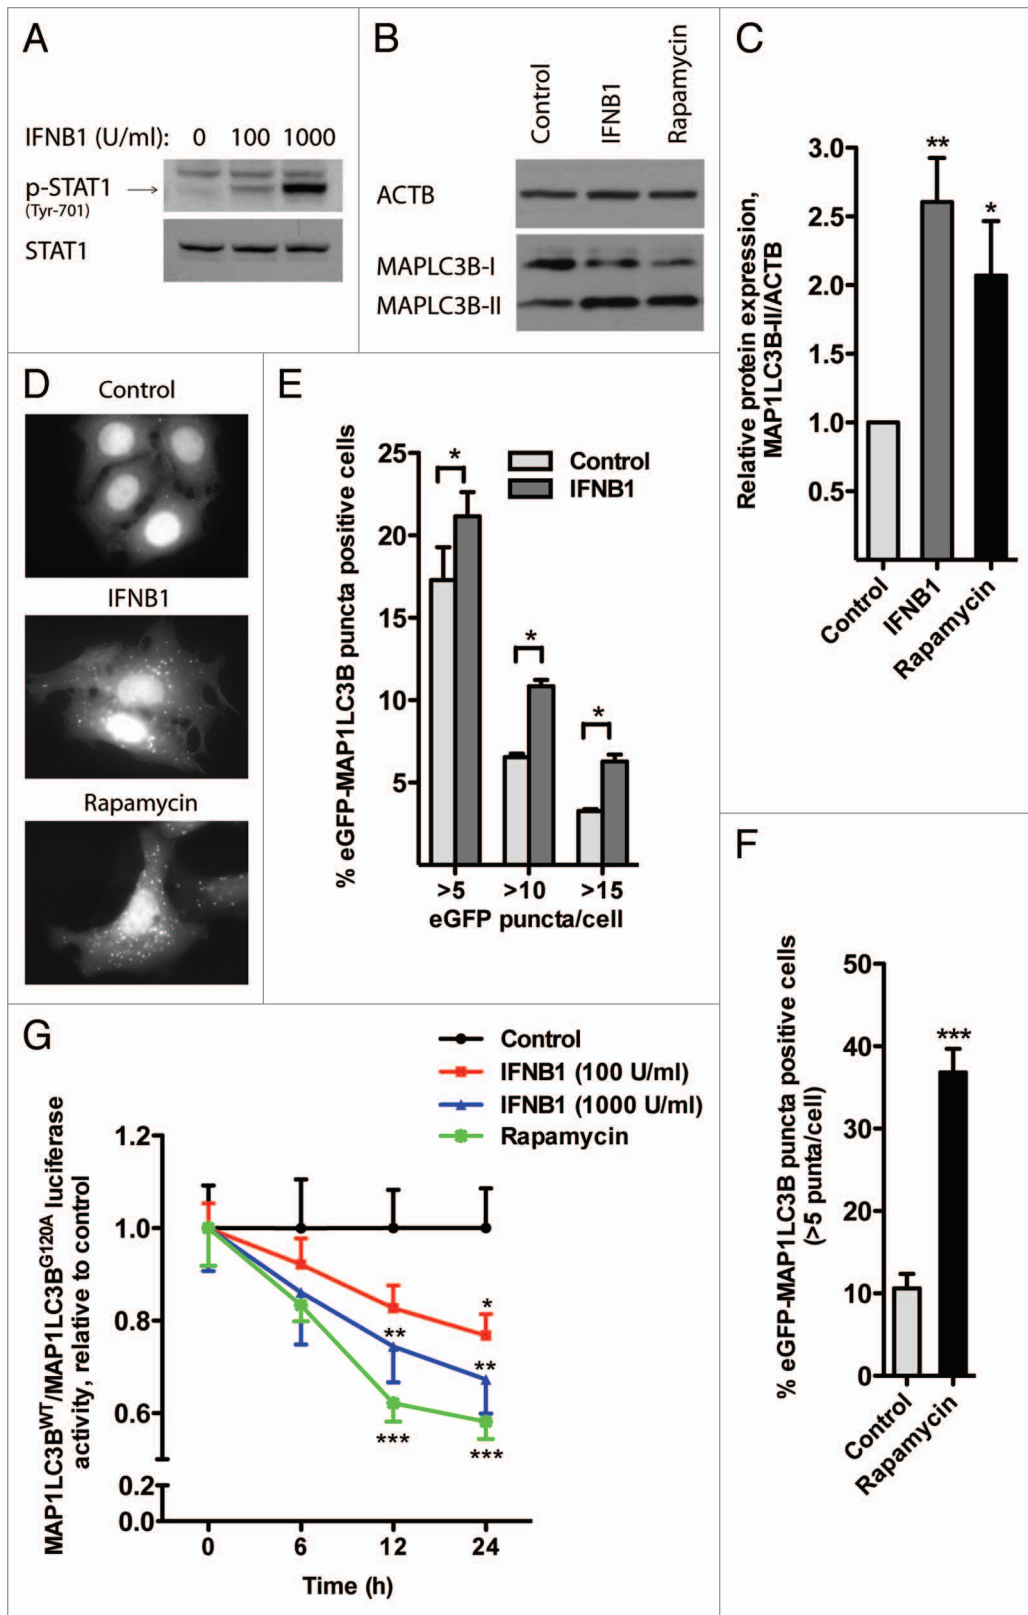 A
IFNB1 (U/ml): 0 100 1000
p-STAT1
(Tyr-701)
STAT1
B
Control
IFNB1
Rapamycin
ACTB
MAPLC3B-I
MAPLC3B-II
C
Relative protein expression,
MAP1LC3B-II/ACTB
3.0
2.5
2.0
1.5
1.0
0.5
**
*
Control
IFNB1
Rapamycin
D
Control
IFNB1
Rapamycin
E
% eGFP-MAP1LC3B puncta positive cells
25
20
15
10
5
*
*
*
Control
IFNB1
>5 >10 >15
eGFP puncta/cell
F
% eGFP-MAP1LC3B puncta positive cells
(>5 punta/cell)
50
40
30
20
10
0
***
Control
Rapamycin
G
Control
IFNB1 (100 U/ml)
IFNB1 (1000 U/ml)
Rapamycin
MAP1LC3BWT/MAP1LC3BG120A luciferase
activity, relative to control
1.2
1.0
0.8
0.6
0.2
0.0
*
**
**
***
***
0 6 12 24
Time (h)